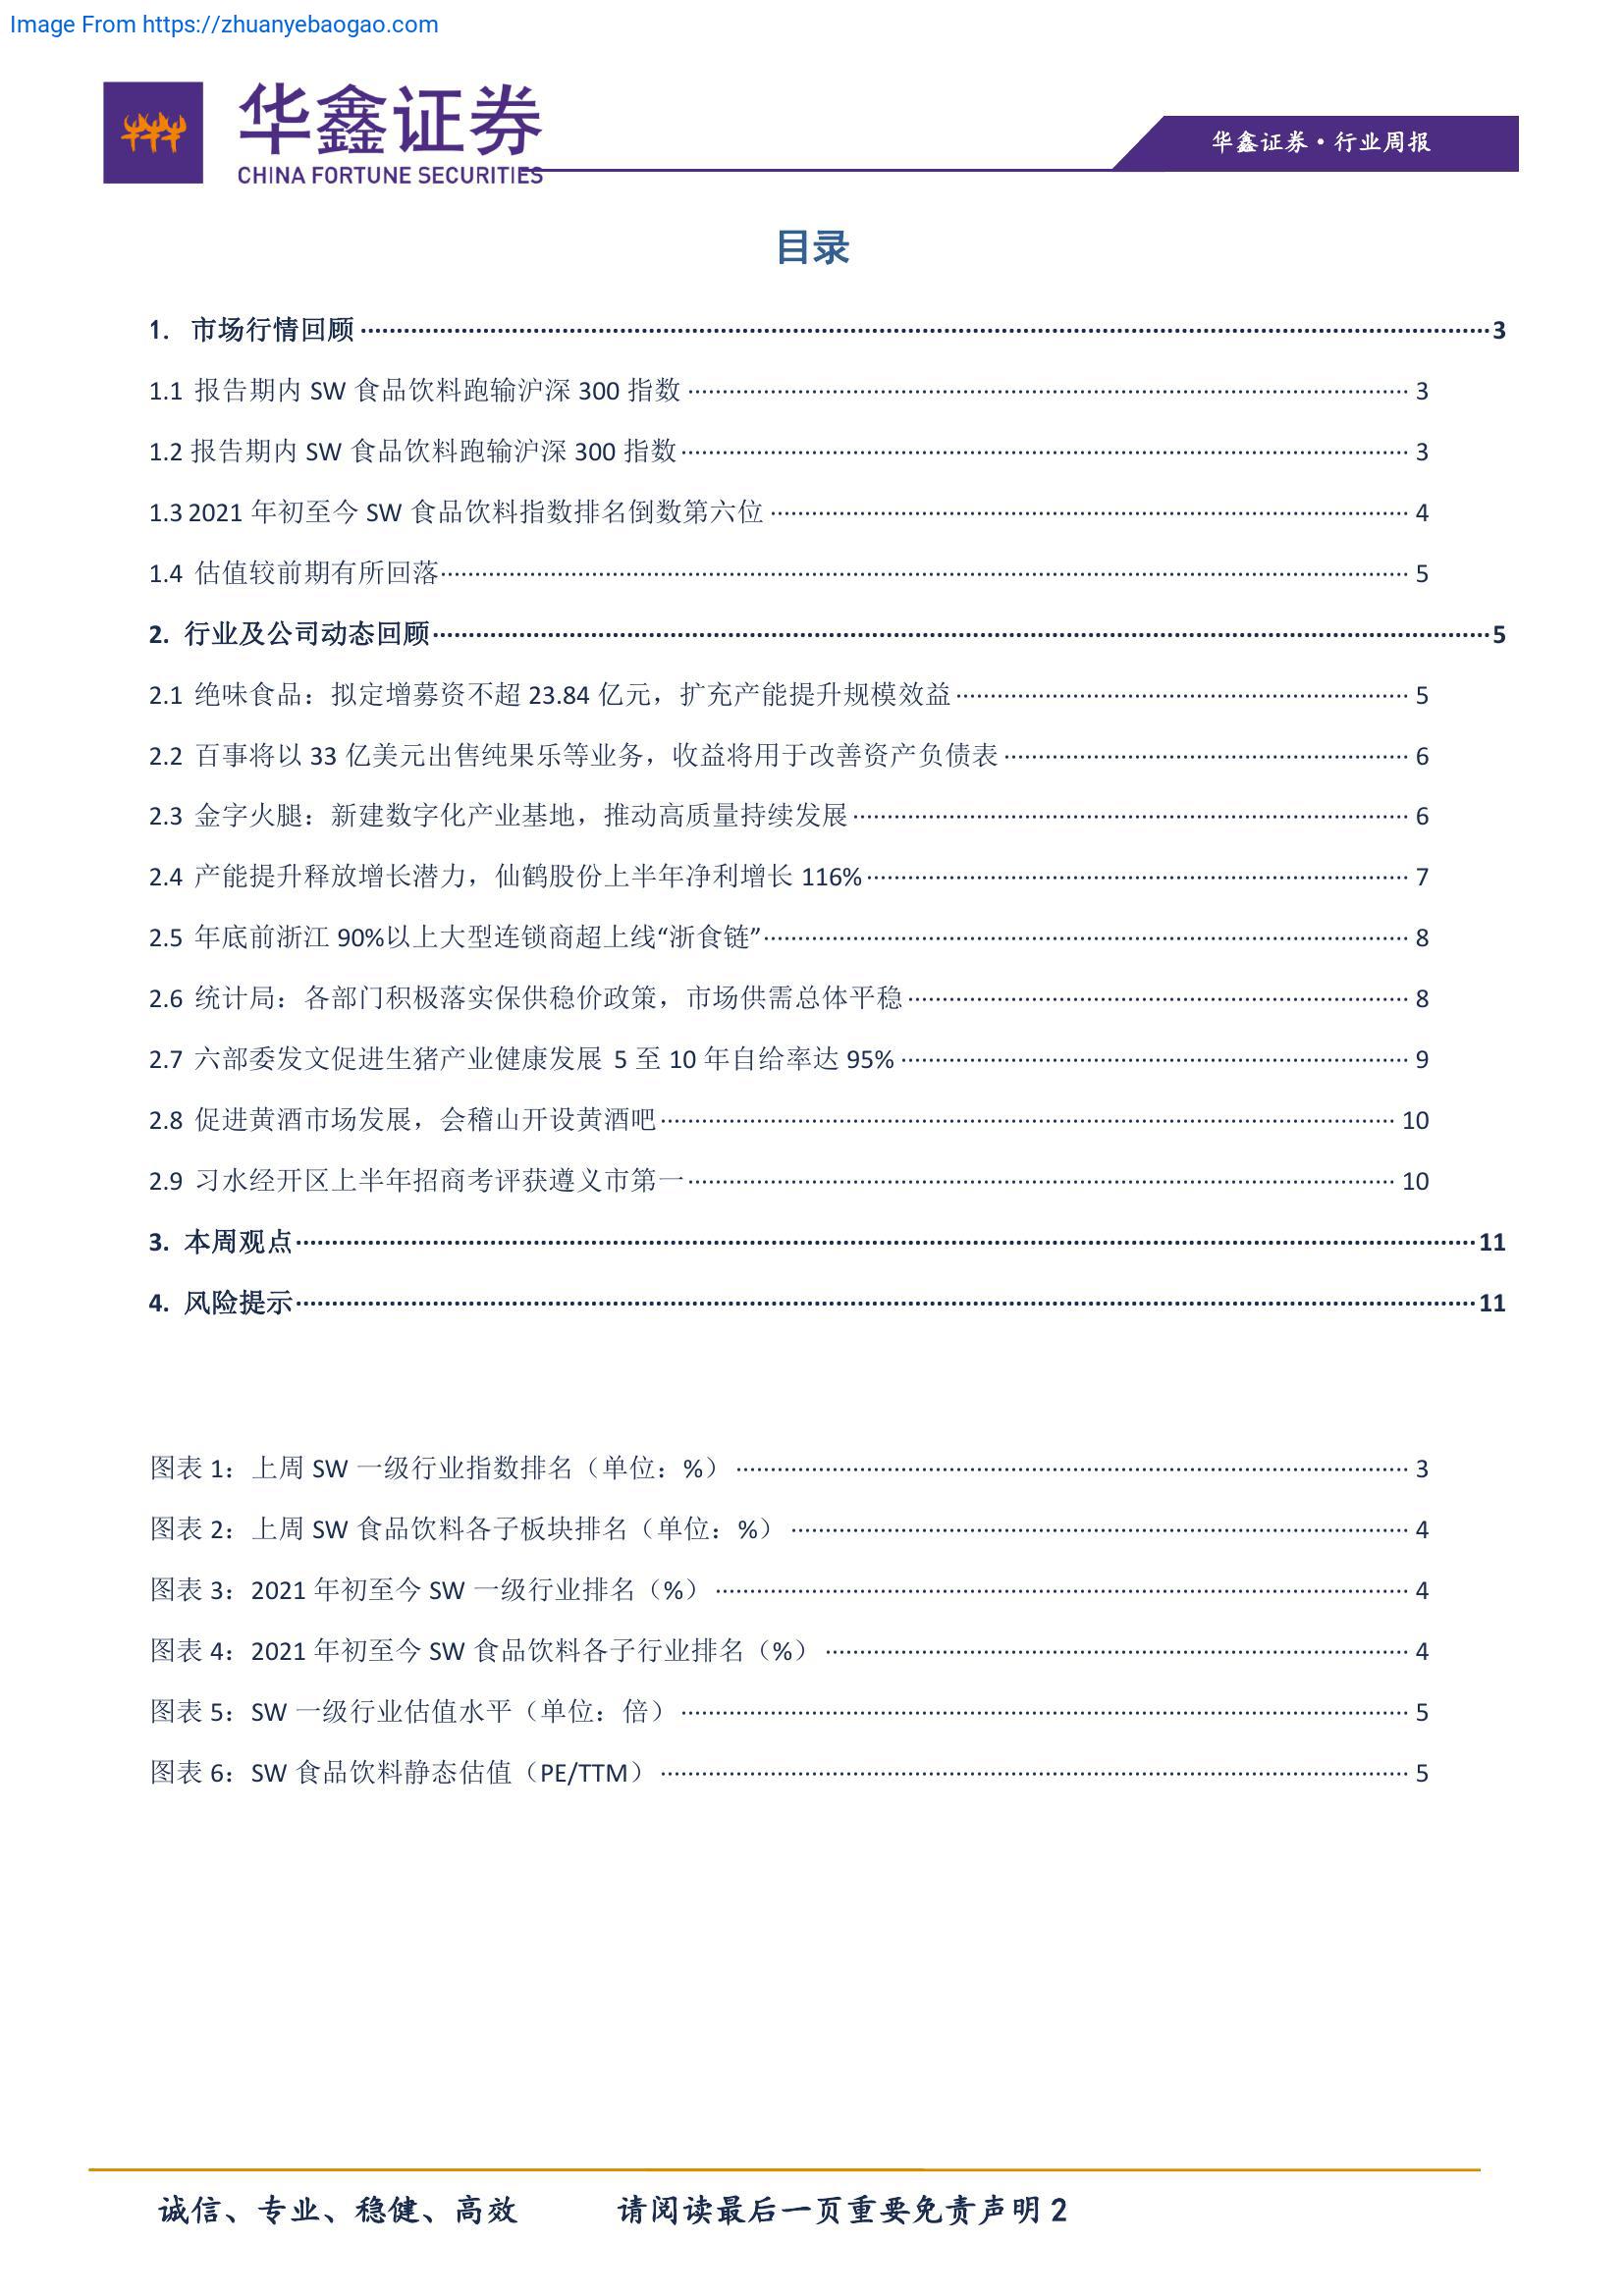 Image From https://zhuanyebaogao.com
华鑫证券
CHINA FORTUNE SECURITIES
华鑫证券·行业周报
目录
1. 市场行情回顾 3
1.1 报告期内 SW 食品饮料跑输沪深 300 指数 3
1.2 报告期内 SW 食品饮料跑输沪深 300 指数 3
1.3 2021 年初至今 SW 食品饮料指数排名倒数第六位 4
1.4 估值较前期有所回落 5
2. 行业及公司动态回顾 5
2.1 绝味食品：拟定增募资不超 23.84 亿元，扩充产能提升规模效益 5
2.2 百事将以 33 亿美元出售纯果乐等业务，收益将用于改善资产负债表 6
2.3 金字火腿：新建数字化产业基地，推动高质量持续发展 6
2.4 产能提升释放增长潜力，仙鹤股份上半年净利增长 116% 7
2.5 年底前浙江 90%以上大型连锁商超上线“浙食链” 8
2.6 统计局：各部门积极落实保供稳价政策，市场供需总体平稳 8
2.7 六部委发文促进生猪产业健康发展 5 至 10 年自给率达 95% 9
2.8 促进黄酒市场发展，会稽山开设黄酒吧 10
2.9 习水经开区上半年招商考评获遵义市第一 10
3. 本周观点 11
4. 风险提示 11
图表 1：上周 SW 一级行业指数排名（单位：%） 3
图表 2：上周 SW 食品饮料各子板块排名（单位：%） 4
图表 3：2021 年初至今 SW 一级行业排名（%） 4
图表 4：2021 年初至今 SW 食品饮料各子行业排名（%） 4
图表 5：SW 一级行业估值水平（单位：倍） 5
图表 6：SW 食品饮料静态估值（PE/TTM） 5
诚信、专业、稳健、高效 请阅读最后一页重要免责声明 2